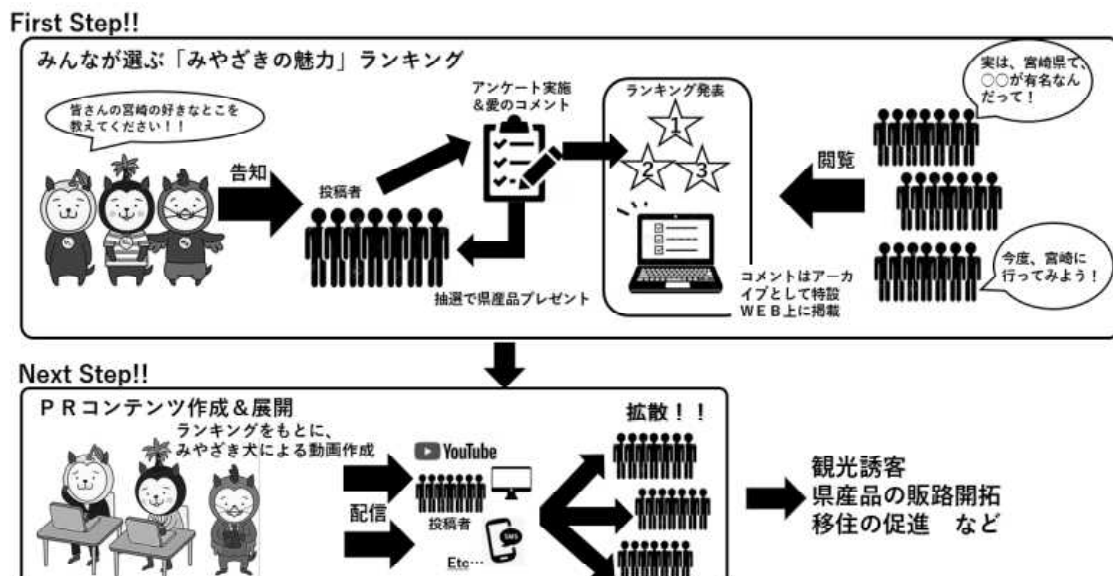 First Step!!
みんなが選ぶ「みやざきの魅力」ランキング
皆さんの宮崎の好きなとこを
教えてください！！
告知
投稿者
アンケート実施
＆愛のコメント
抽選で県産品プレゼント
ランキング発表
1
2
3
コメントはアーカ
イブとして特設
ＷＥＢ上に掲載
閲覧
実は、宮崎県で、
○○が有名なん
だって！
今度、宮崎に
行ってみよう！
Next Step!!
ＰＲコンテンツ作成＆展開
ランキングをもとに、
みやざき犬による動画作成
配信
YouTube
投稿者
SMS
Etc…
拡散！！
観光誘客
県産品の販路開拓
移住の促進　など